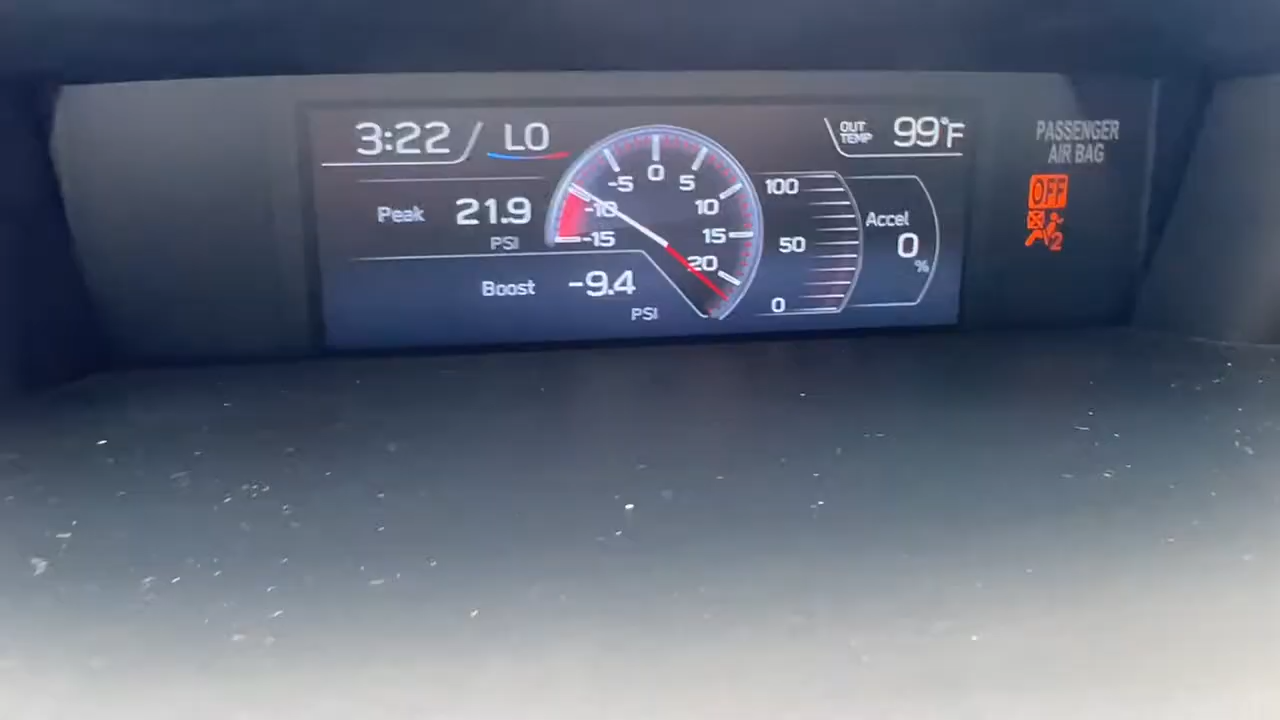 3:22 LO
OUT TEMP 99°F
Peak 21.9
PSI
Boost -9.4
PSI
-15
-10
-5
0
5
10
15
20
100
50
0
Accel
0
%
PASSENGER
AIR BAG
OFF
2